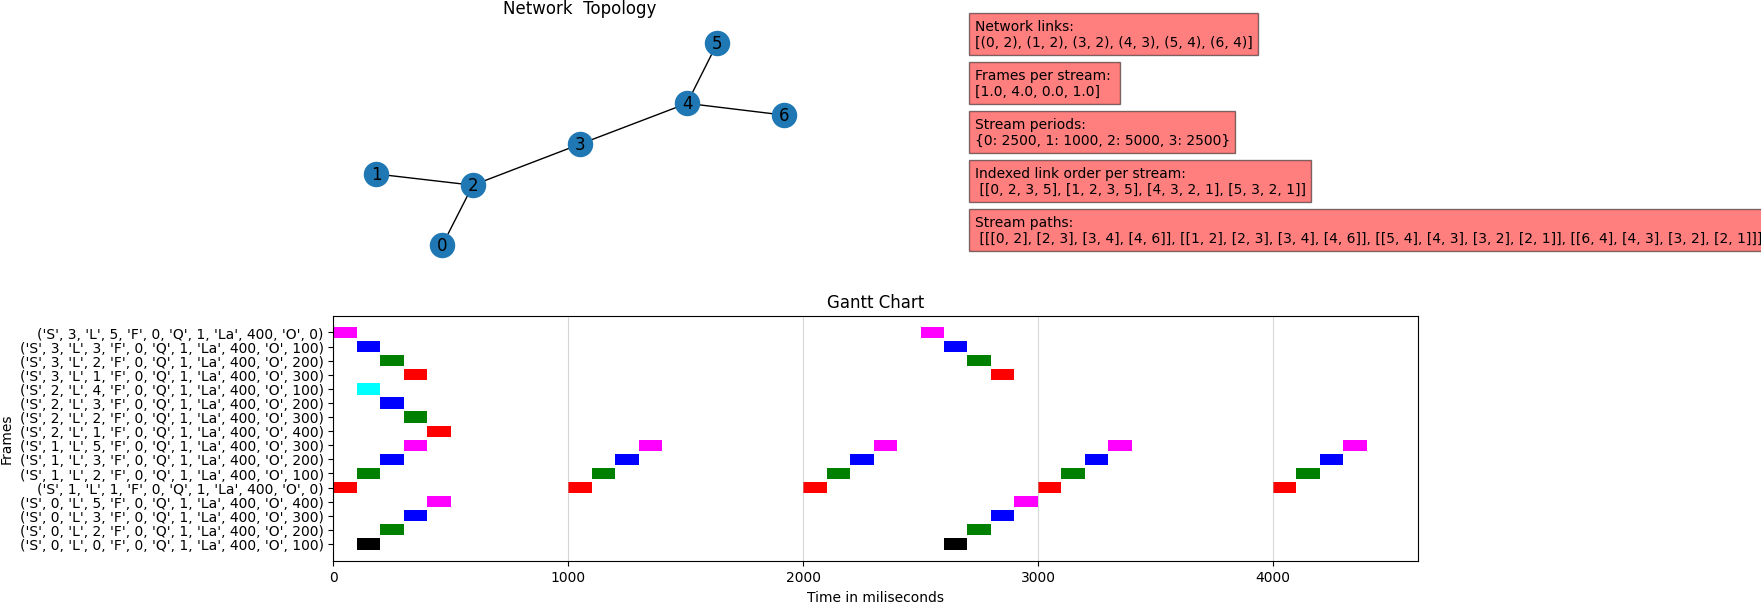 Network  Topology
5
4
6
3
1
2
0
Network links:
[(0, 2), (1, 2), (3, 2), (4, 3), (5, 4), (6, 4)]
Frames per stream:
[1.0, 4.0, 0.0, 1.0]
Stream periods:
{0: 2500, 1: 1000, 2: 5000, 3: 2500}
Indexed link order per stream:
[[0, 2, 3, 5], [1, 2, 3, 5], [4, 3, 2, 1], [5, 3, 2, 1]]
Stream paths:
[[[0, 2], [2, 3], [3, 4], [4, 6]], [[1, 2], [2, 3], [3, 4], [4, 6]], [[5, 4], [4, 3], [3, 2], [2, 1]], [[6, 4], [4, 3], [3, 2], [2, 1]]]
Gantt Chart
Frames
('S', 3, 'L', 5, 'F', 0, 'Q', 1, 'La', 400, 'O', 0)
('S', 3, 'L', 3, 'F', 0, 'Q', 1, 'La', 400, 'O', 100)
('S', 3, 'L', 2, 'F', 0, 'Q', 1, 'La', 400, 'O', 200)
('S', 3, 'L', 1, 'F', 0, 'Q', 1, 'La', 400, 'O', 300)
('S', 2, 'L', 4, 'F', 0, 'Q', 1, 'La', 400, 'O', 100)
('S', 2, 'L', 3, 'F', 0, 'Q', 1, 'La', 400, 'O', 200)
('S', 2, 'L', 2, 'F', 0, 'Q', 1, 'La', 400, 'O', 300)
('S', 2, 'L', 1, 'F', 0, 'Q', 1, 'La', 400, 'O', 400)
('S', 1, 'L', 5, 'F', 0, 'Q', 1, 'La', 400, 'O', 300)
('S', 1, 'L', 3, 'F', 0, 'Q', 1, 'La', 400, 'O', 200)
('S', 1, 'L', 2, 'F', 0, 'Q', 1, 'La', 400, 'O', 100)
('S', 1, 'L', 1, 'F', 0, 'Q', 1, 'La', 400, 'O', 0)
('S', 0, 'L', 5, 'F', 0, 'Q', 1, 'La', 400, 'O', 400)
('S', 0, 'L', 3, 'F', 0, 'Q', 1, 'La', 400, 'O', 300)
('S', 0, 'L', 2, 'F', 0, 'Q', 1, 'La', 400, 'O', 200)
('S', 0, 'L', 0, 'F', 0, 'Q', 1, 'La', 400, 'O', 100)
0 1000 2000 3000 4000
Time in miliseconds